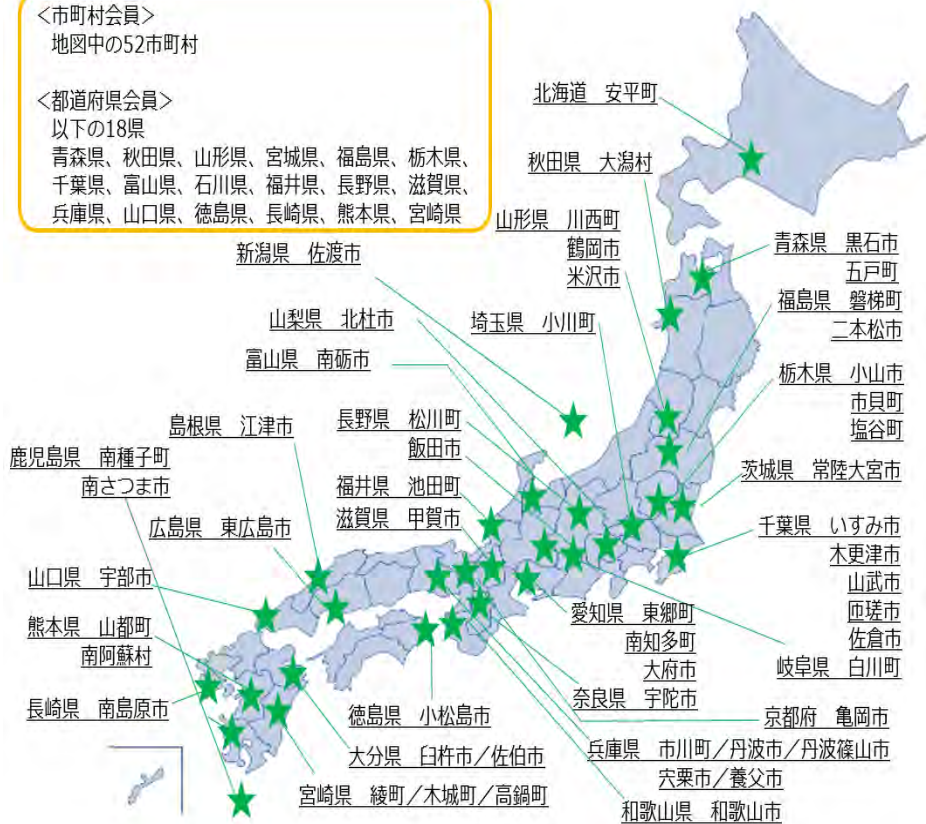 ＜市町村会員＞
地図中の52市町村
＜都道府県会員＞
以下の18県
青森県、秋田県、山形県、宮城県、福島県、栃木県、
千葉県、富山県、石川県、福井県、長野県、滋賀県、
兵庫県、山口県、徳島県、長崎県、熊本県、宮崎県
北海道　安平町
秋田県　大潟村
山形県　川西町
鶴岡市
米沢市
青森県　黒石市
五戸町
福島県　磐梯町
二本松市
新潟県　佐渡市
山梨県　北杜市
富山県　南砺市
埼玉県　小川町
栃木県　小山市
市貝町
塩谷町
長野県　松川町
飯田市
福井県　池田町
滋賀県　甲賀市
島根県　江津市
鹿児島県　南種子町
南さつま市
広島県　東広島市
茨城県　常陸大宮市
千葉県　いすみ市
木更津市
山武市
匝瑳市
佐倉市
岐阜県　白川町
山口県　宇部市
熊本県　山都町
南阿蘇村
長崎県　南島原市
愛知県　東郷町
南知多町
大府市
奈良県　宇陀市
京都府　亀岡市
徳島県　小松島市
大分県　臼杵市／佐伯市
宮崎県　綾町／木城町／高鍋町
兵庫県　市川町／丹波市／丹波篠山市
宍粟市／養父市
和歌山県　和歌山市